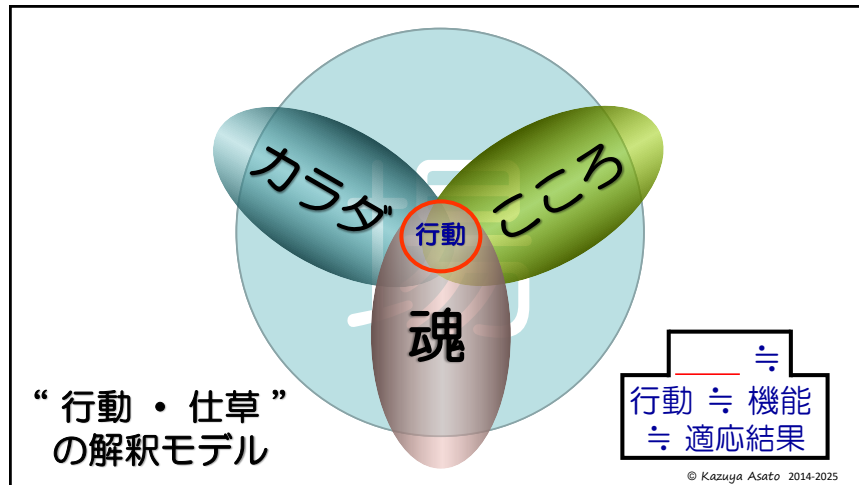 カラダ
こころ
行動
場
魂
“ 行動 ・ 仕草 ”
の解釈モデル
≒
行動 ≒ 機能
≒ 適応結果
© Kazuya Asato 2014-2025